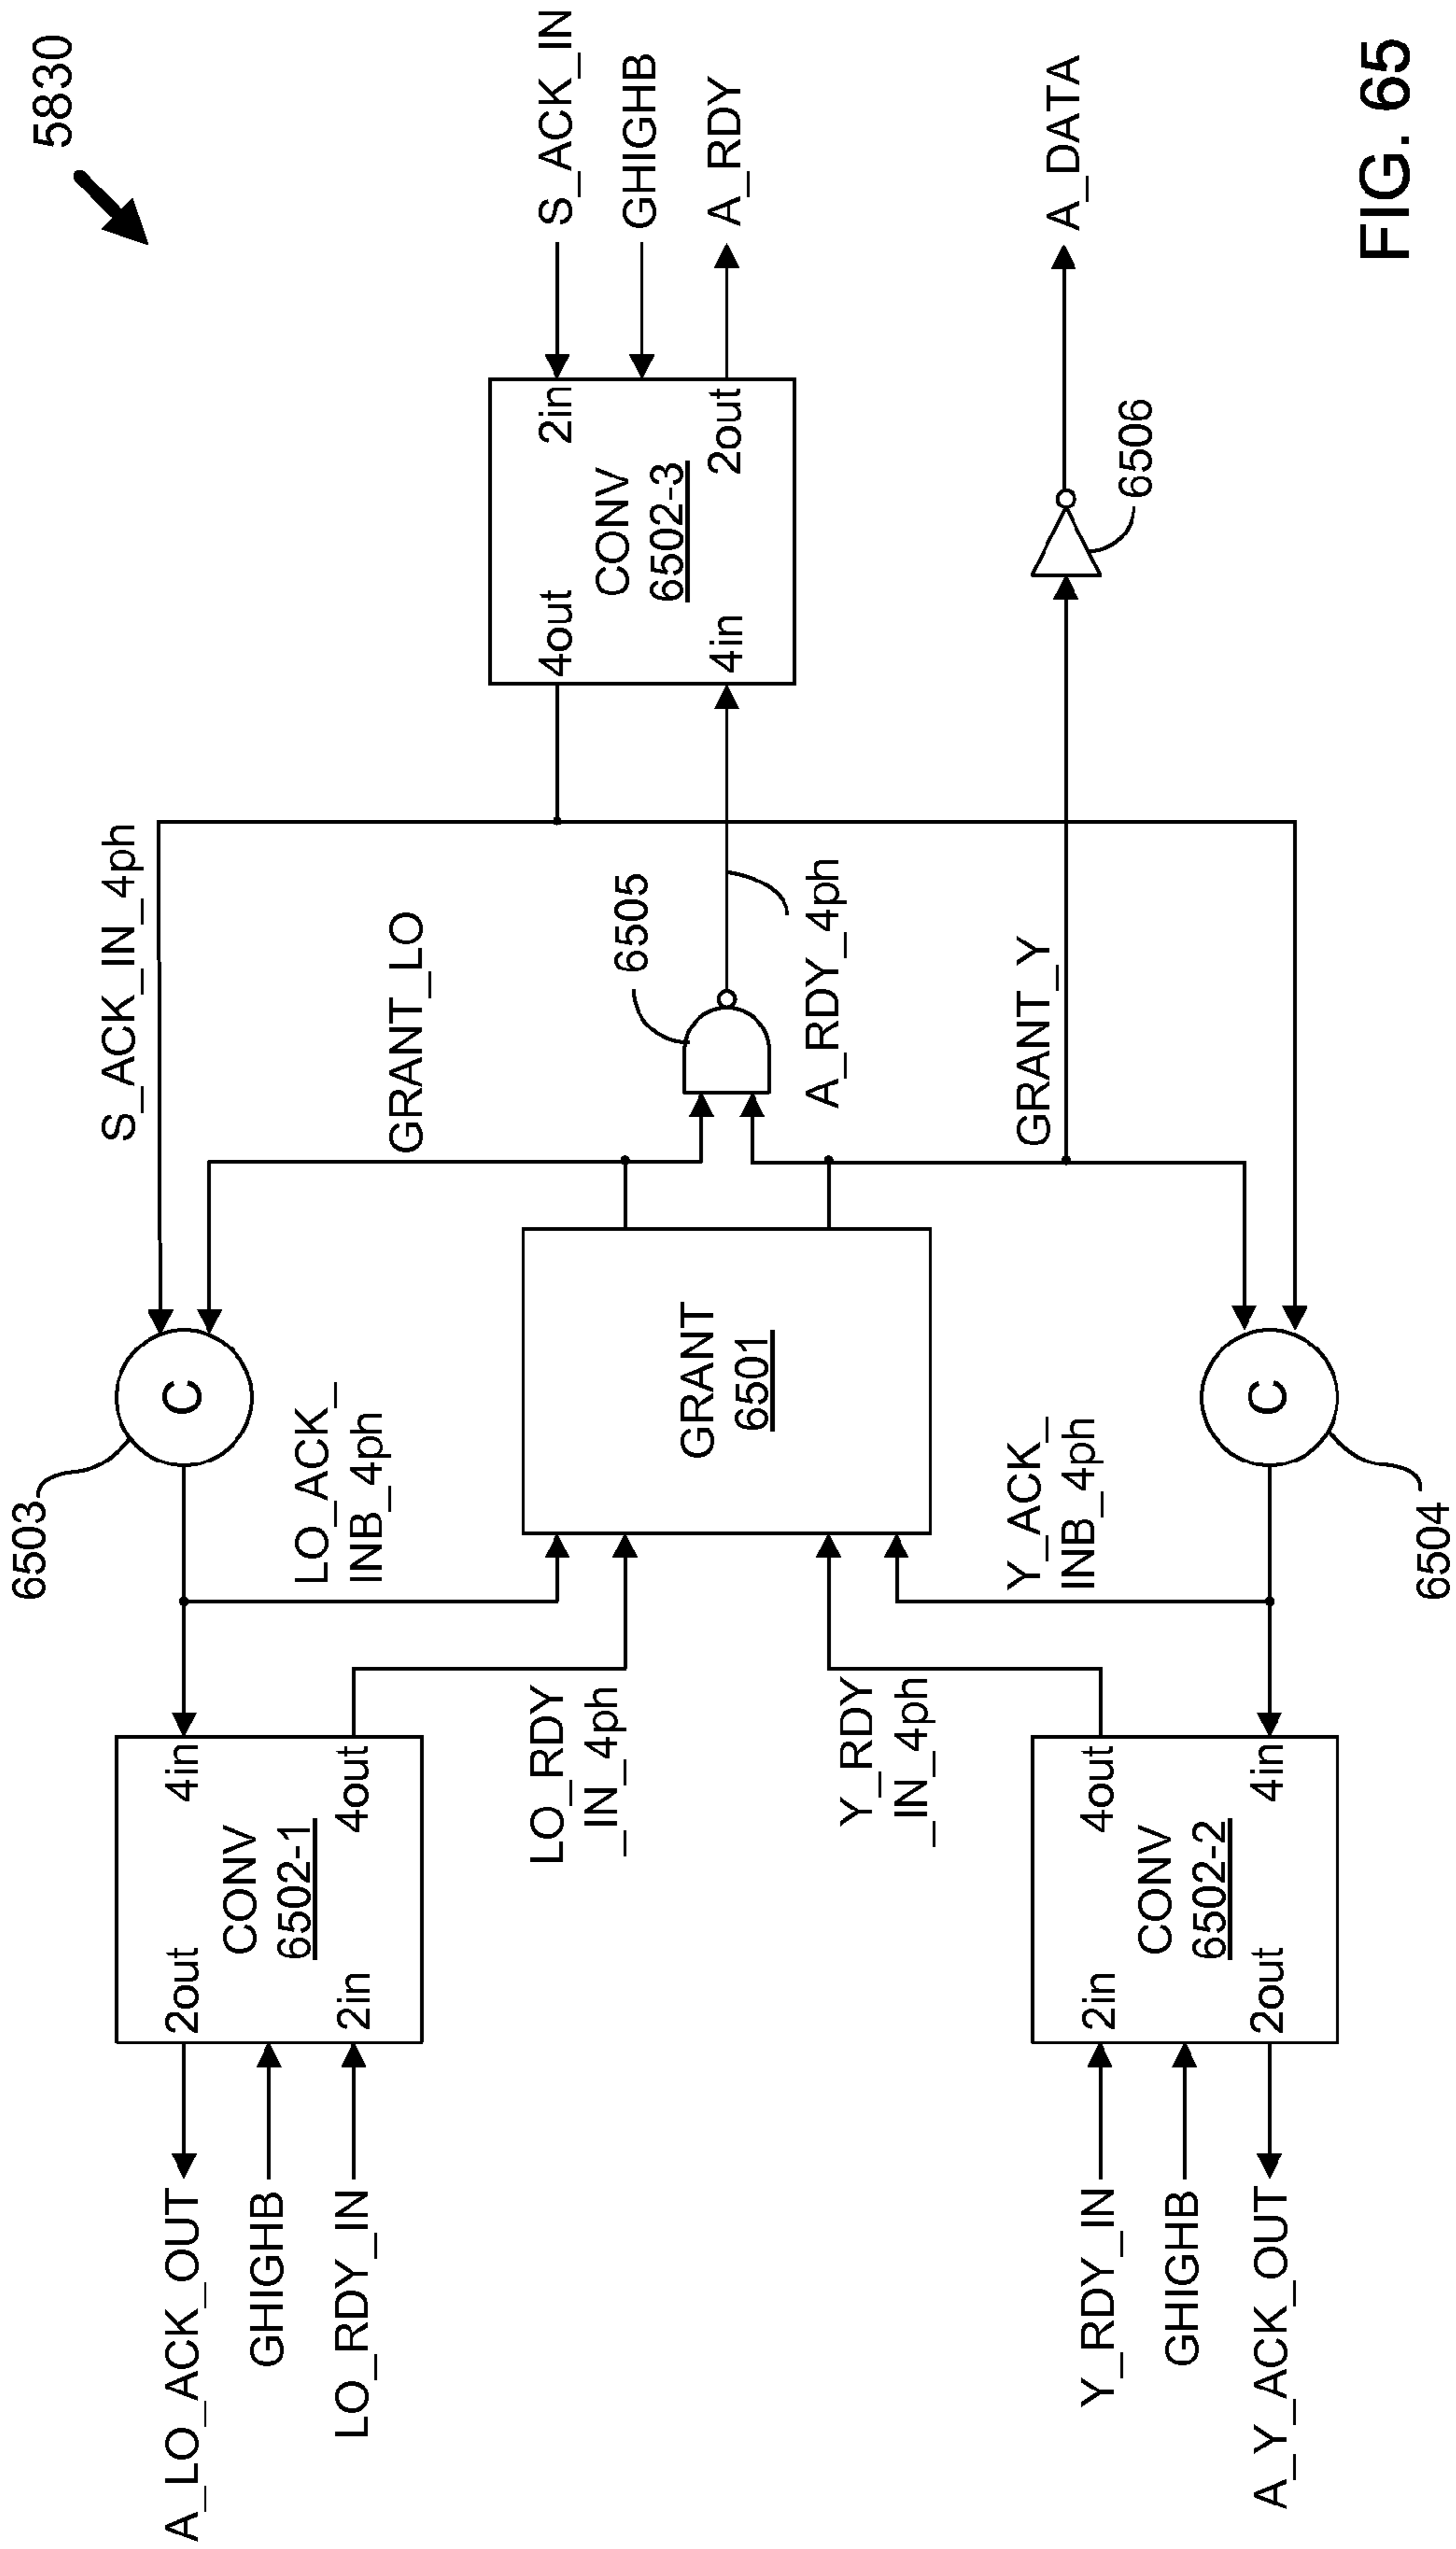 5830
6503
S_ACK_IN_4ph
C
GRANT_LO
LO_ACK_
INB_4ph
A_LO_ACK_OUT
GHIGHB
LO_RDY_IN
2out
4in
CONV
6502-1
2in
4out
LO_RDY
_IN_4ph
GRANT
6501
6505
A_RDY_4ph
4out
2in
CONV
6502-3
4in
2out
S_ACK_IN
GHIGHB
A_RDY
Y_RDY
_IN_4ph
Y_ACK_
INB_4ph
GRANT_Y
6506
A_DATA
Y_RDY_IN
GHIGHB
A_Y_ACK_OUT
2in
4out
CONV
6502-2
2out
4in
C
6504
FIG. 65